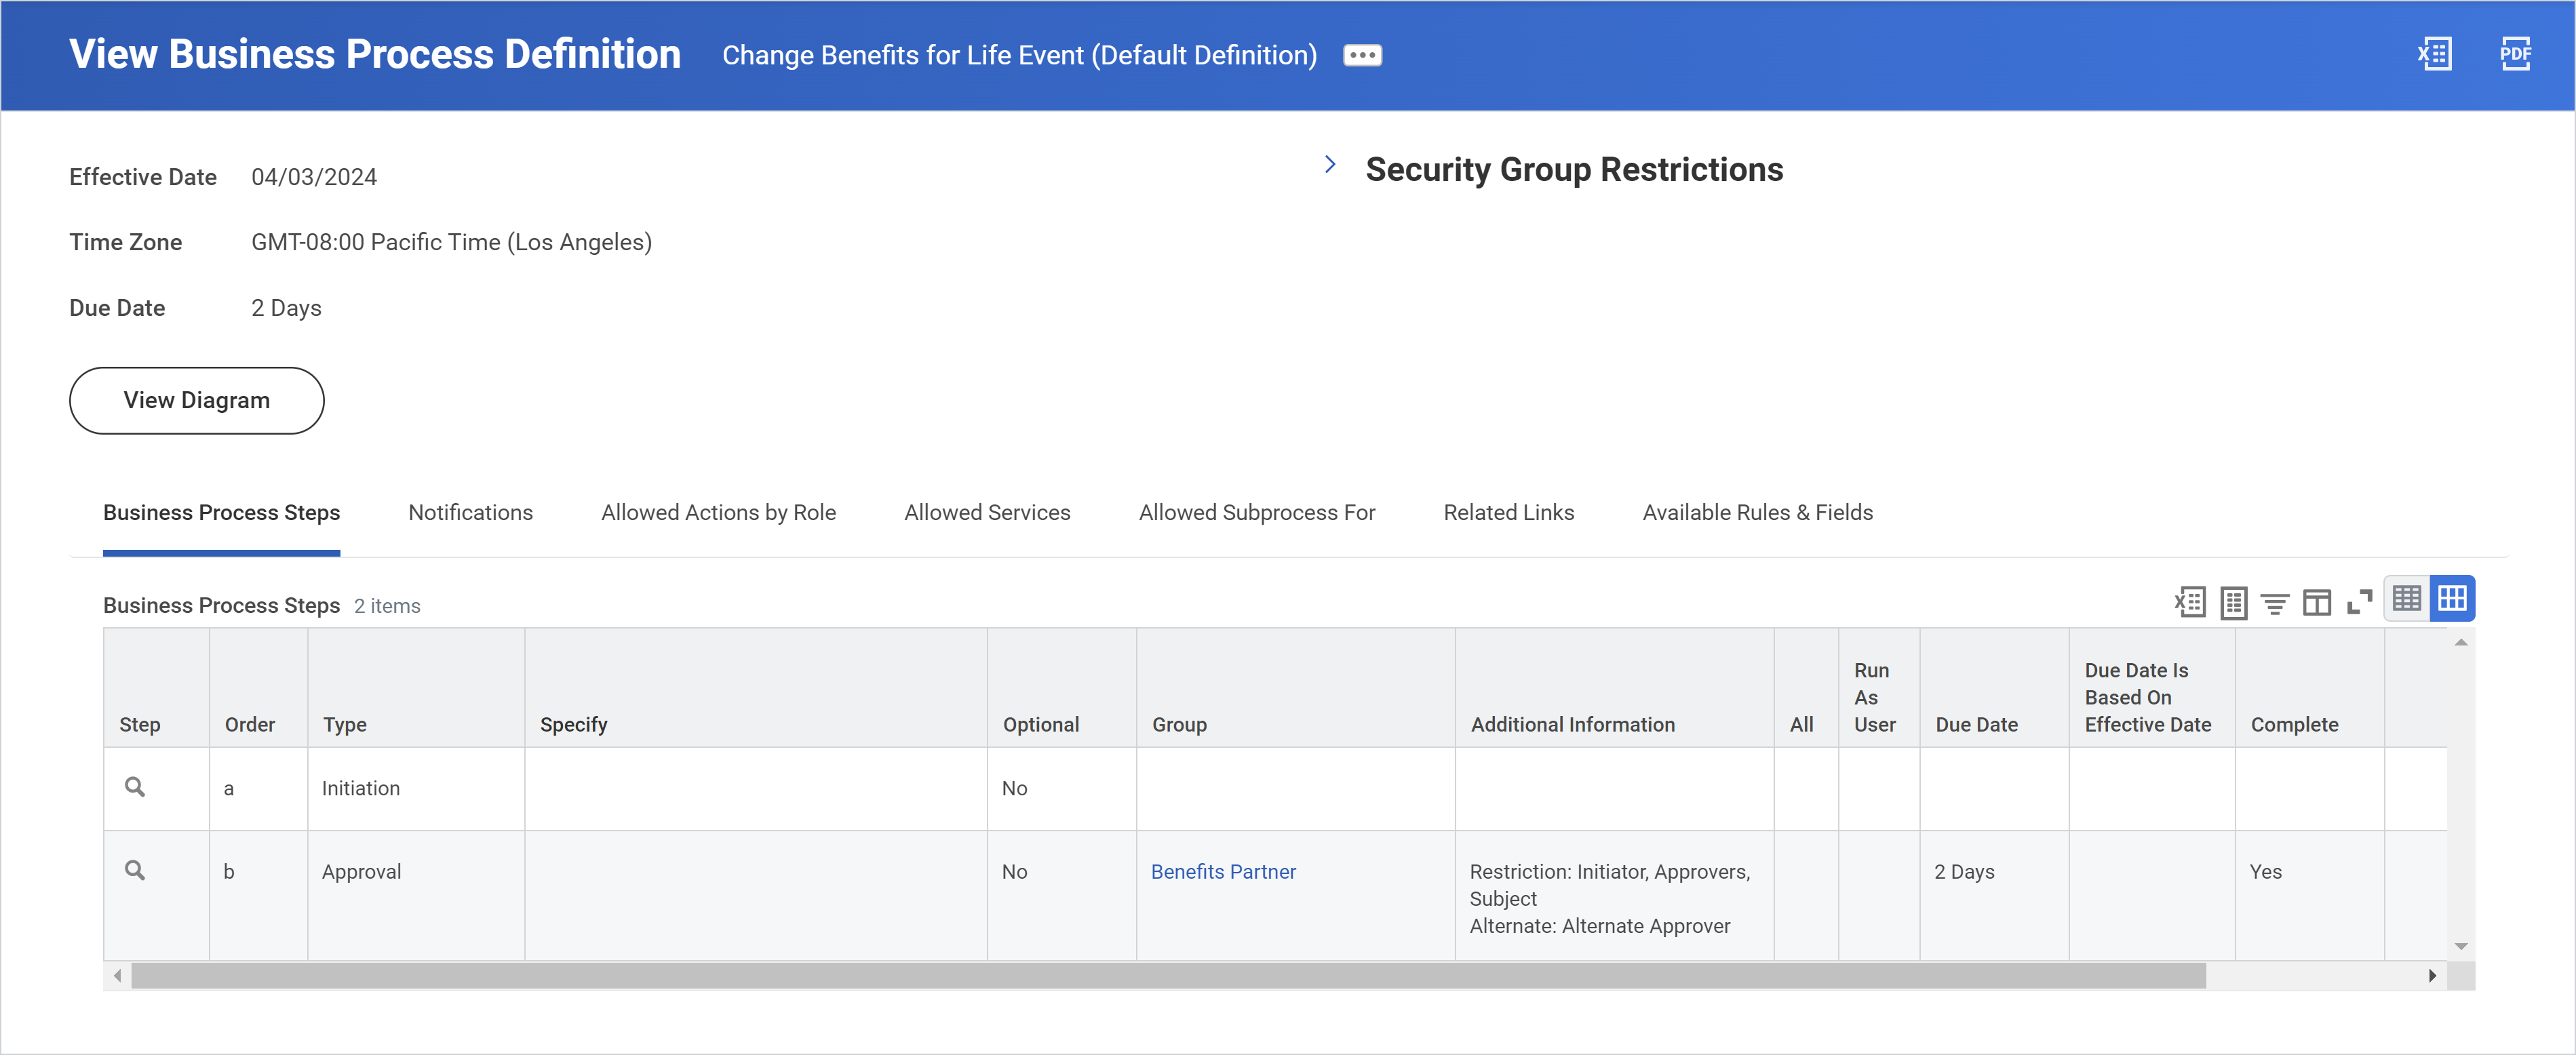 View Business Process Definition Change Benefits for Life Event (Default Definition)
X
PDF
Effective Date 04/03/2024
Security Group Restrictions
Time Zone GMT-08:00 Pacific Time (Los Angeles)
Due Date 2 Days
View Diagram
Business Process Steps Notifications Allowed Actions by Role Allowed Services Allowed Subprocess For Related Links Available Rules & Fields
Business Process Steps 2 items
X
Step Order Type Specify Optional Group Additional Information All Run As User Due Date Due Date Is Based On Effective Date Complete
a Initiation No
b Approval No Benefits Partner Restriction: Initiator, Approvers, 2 Days Yes
Subject
Alternate: Alternate Approver